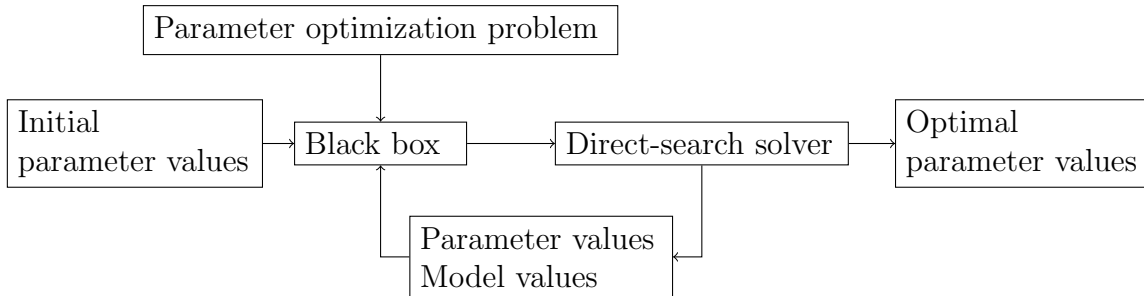 Parameter optimization problem
Initial
parameter values
Black box
Direct-search solver
Optimal
parameter values
Parameter values
Model values